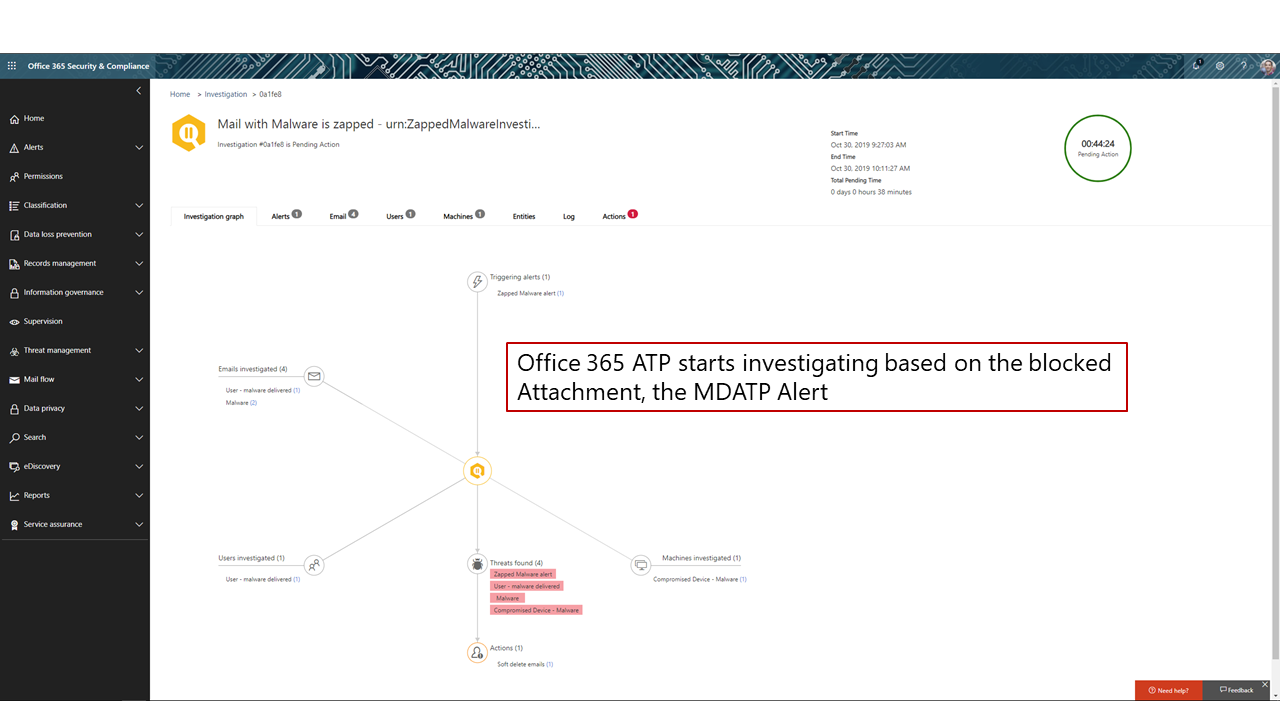 Office 365 Security & Compliance
1
?
Home
Alerts
Permissions
Classification
Data loss prevention
Records management
Information governance
Supervision
Threat management
Mail flow
Data privacy
Search
eDiscovery
Reports
Service assurance
Home > Investigation > 0a1fe8
Mail with Malware is zapped - urn:ZappedMalwareInvesti...
Investigation #0a1fe8 is Pending Action
Start Time
Oct 30, 2019 9:27:03 AM
End Time
Oct 30, 2019 10:11:27 AM
Total Pending Time
0 days 0 hours 38 minutes
00:44:24
Pending Action
Investigation graph Alerts 1 Email 4 Users 1 Machines 1 Entities Log Actions 1
Triggering alerts (1)
Zapped Malware alert (1)
Office 365 ATP starts investigating based on the blocked
Attachment, the MDATP Alert
Emails investigated (4)
User - malware delivered (1)
Malware (2)
Users investigated (1)
User - malware delivered (1)
Threats found (4)
Zapped Malware alert
User - malware delivered
Malware
Compromised Device - Malware
Machines investigated (1)
Compromised Device - Malware (1)
Actions (1)
Soft delete emails (1)
Need help?
Feedback